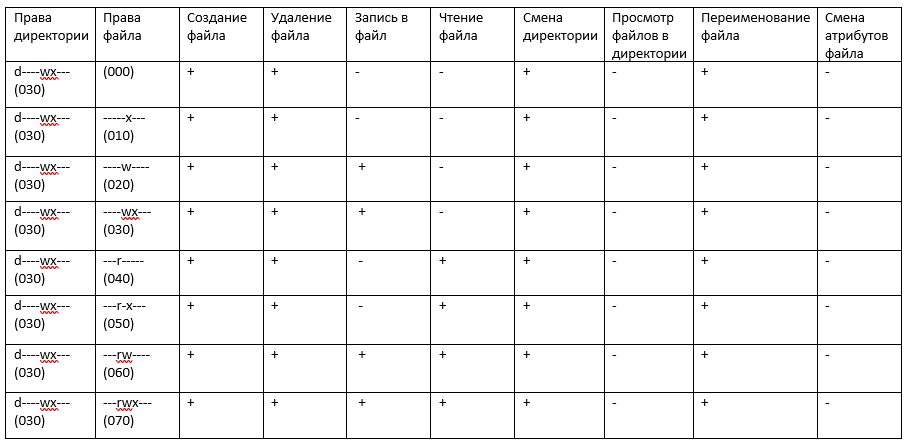 Права директории Права файла Создание файла Удаление файла Запись в файл Чтение файла Смена директории Просмотр файлов в директории Переименование файла Смена атрибутов файла
d----wx--- (030) (000) + + - - + - + -
d----wx--- (030) -----x--- (010) + + - - + - + -
d----wx--- (030) ----w---- (020) + + + - + - + -
d----wx--- (030) ----wx--- (030) + + + - + - + -
d----wx--- (030) ---r----- (040) + + - + + - + -
d----wx--- (030) ---r-x--- (050) + + - + + - + -
d----wx--- (030) ---rw---- (060) + + + + + - + -
d----wx--- (030) ---rwx--- (070) + + + + + - + -